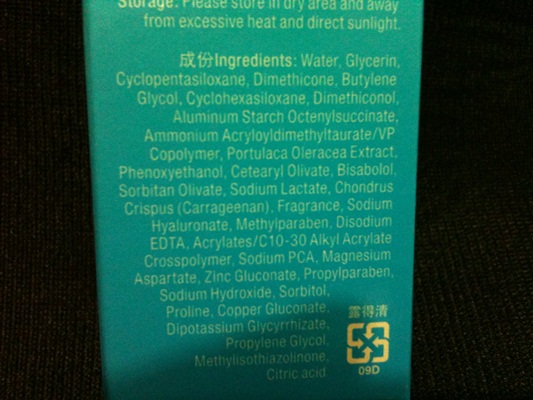 Storage: Please store in dry area and away
from excessive heat and direct sunlight.
成份Ingredients: Water, Glycerin,
Cyclopentasiloxane, Dimethicone, Butylene
Glycol, Cyclohexasiloxane, Dimethiconol,
Aluminum Starch Octenylsuccinate,
Ammonium Acryloyldimethyltaurate/VP
Copolymer, Portulaca Oleracea Extract,
Phenoxyethanol, Cetearyl Olivate, Bisabolol,
Sorbitan Olivate, Sodium Lactate, Chondrus
Crispus (Carrageenan), Fragrance, Sodium
Hyaluronate, Methylparaben, Disodium
EDTA, Acrylates/C10-30 Alkyl Acrylate
Crosspolymer, Sodium PCA, Magnesium
Aspartate, Zinc Gluconate, Propylparaben,
Sodium Hydroxide, Sorbitol,
Proline, Copper Gluconate,
Dipotassium Glycyrrhizate,
Propylene Glycol,
Methylisothiazolinone,
Citric acid
露得清
09D